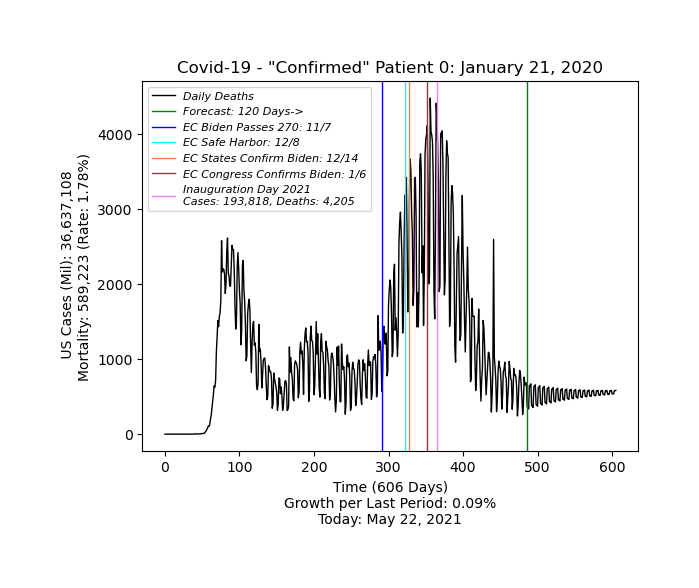 Covid-19 - "Confirmed" Patient 0: January 21, 2020
Daily Deaths
Forecast: 120 Days->
EC Biden Passes 270: 11/7
EC Safe Harbor: 12/8
EC States Confirm Biden: 12/14
EC Congress Confirms Biden: 1/6
Inauguration Day 2021
Cases: 193,818, Deaths: 4,205
US Cases (Mil): 36,637,108
Mortality: 589,223 (Rate: 1.78%)
4000
3000
2000
1000
0
0 100 200 300 400 500 600
Time (606 Days)
Growth per Last Period: 0.09%
Today: May 22, 2021